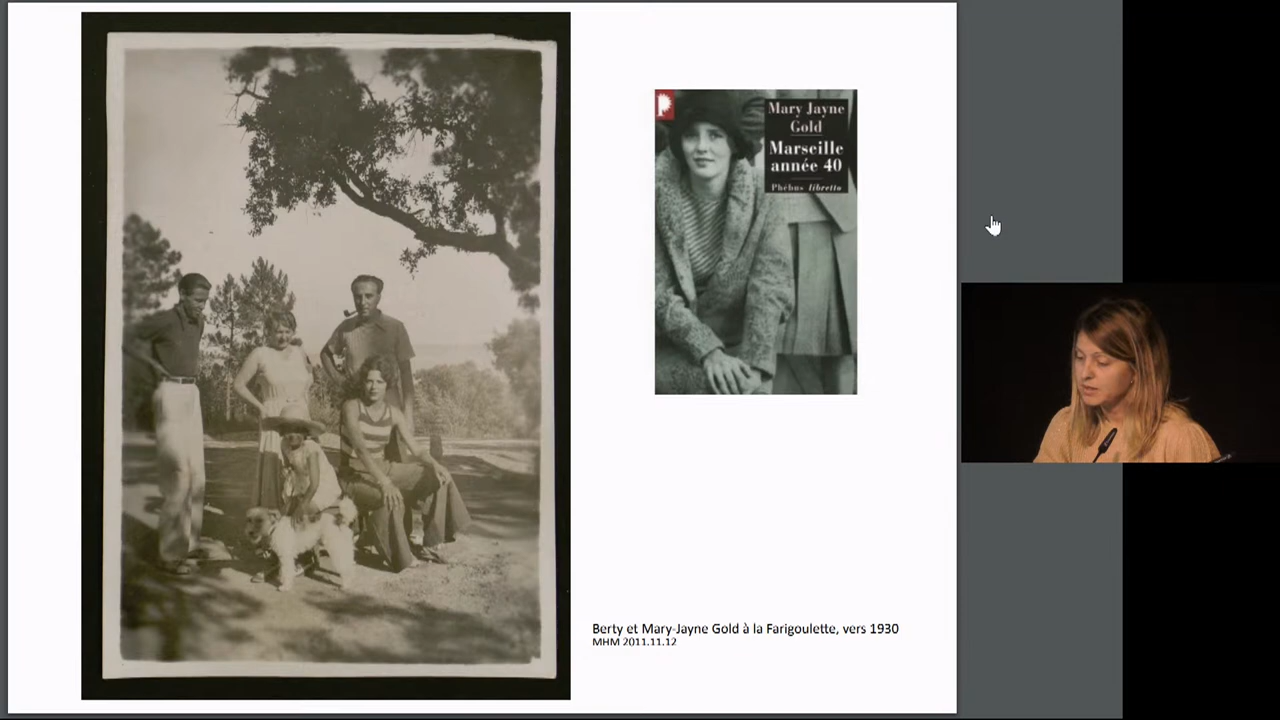 Mary Jayne
Gold
Marseille
année 40
Phébus libretto
Berty et Mary-Jayne Gold à la Farigoulette, vers 1930
MHM 2011.11.12